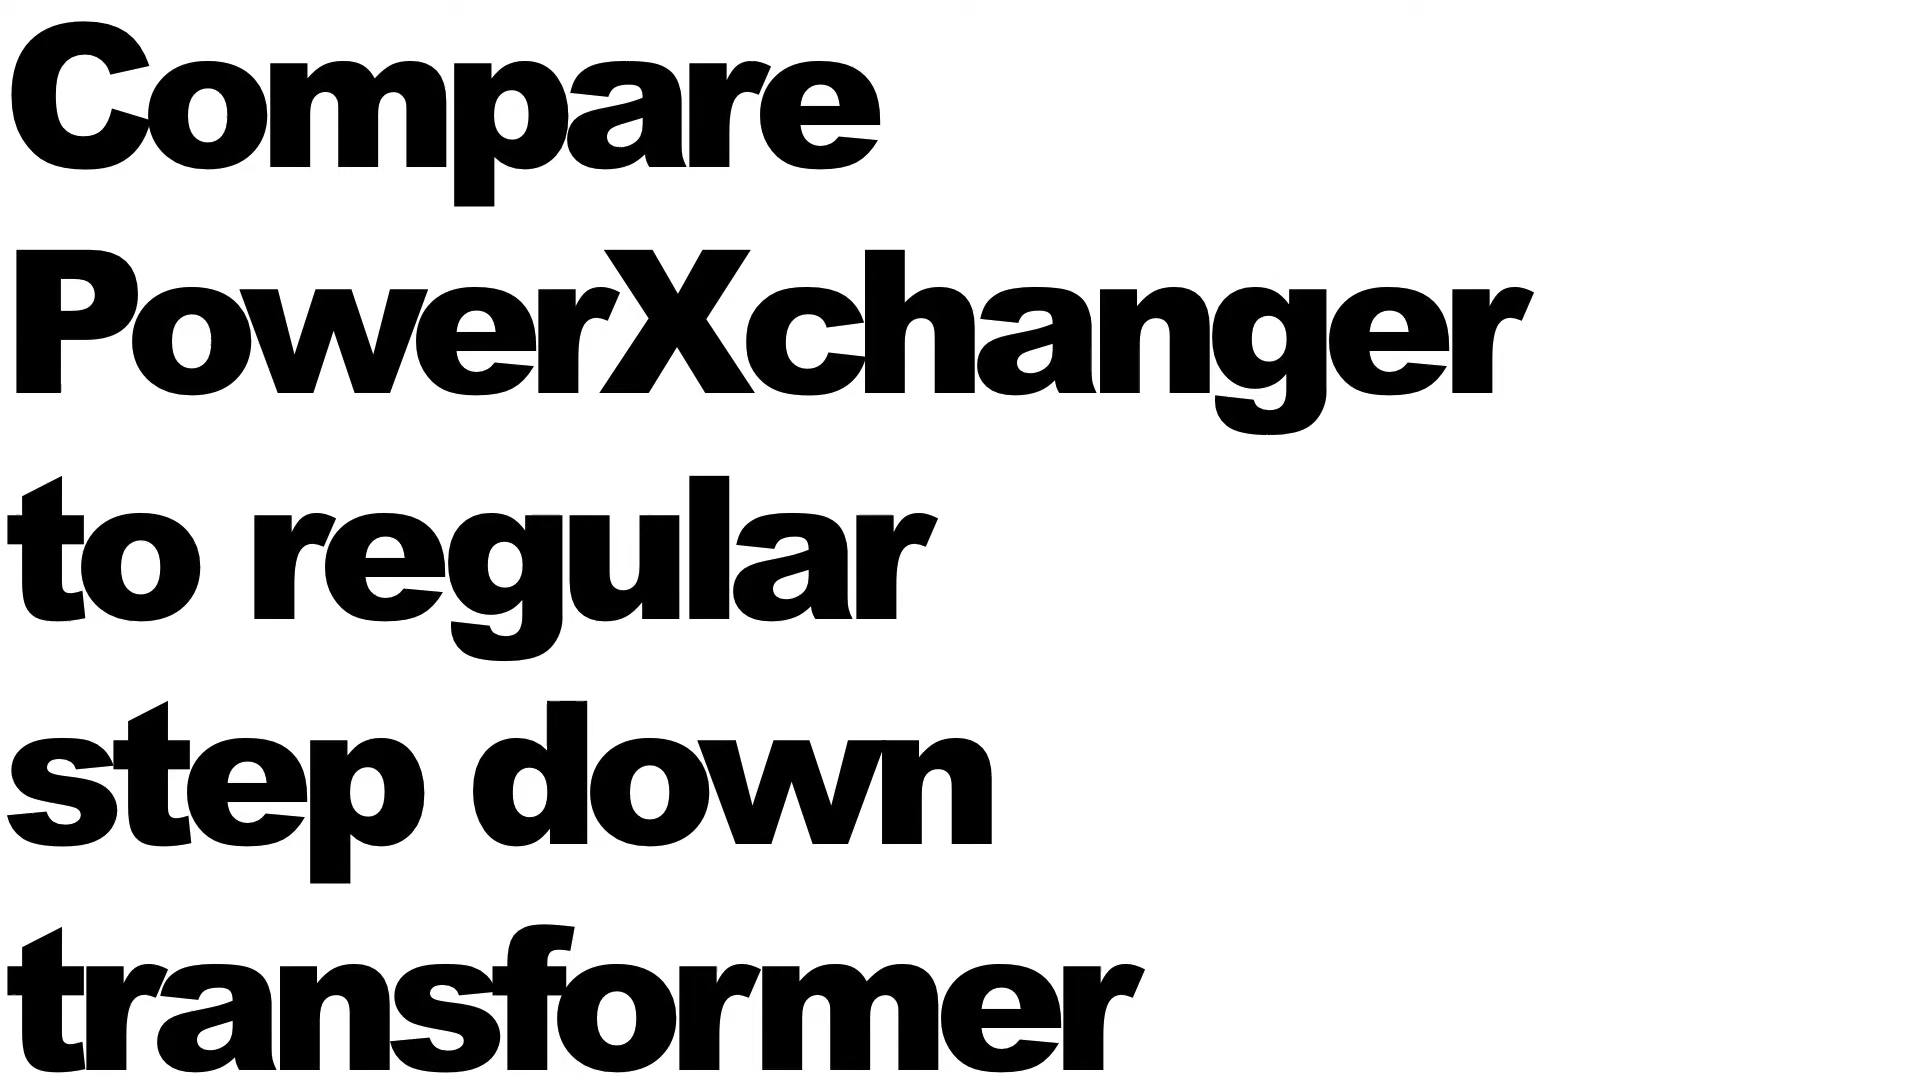 Compare
PowerXchanger
to regular
step down
transformer